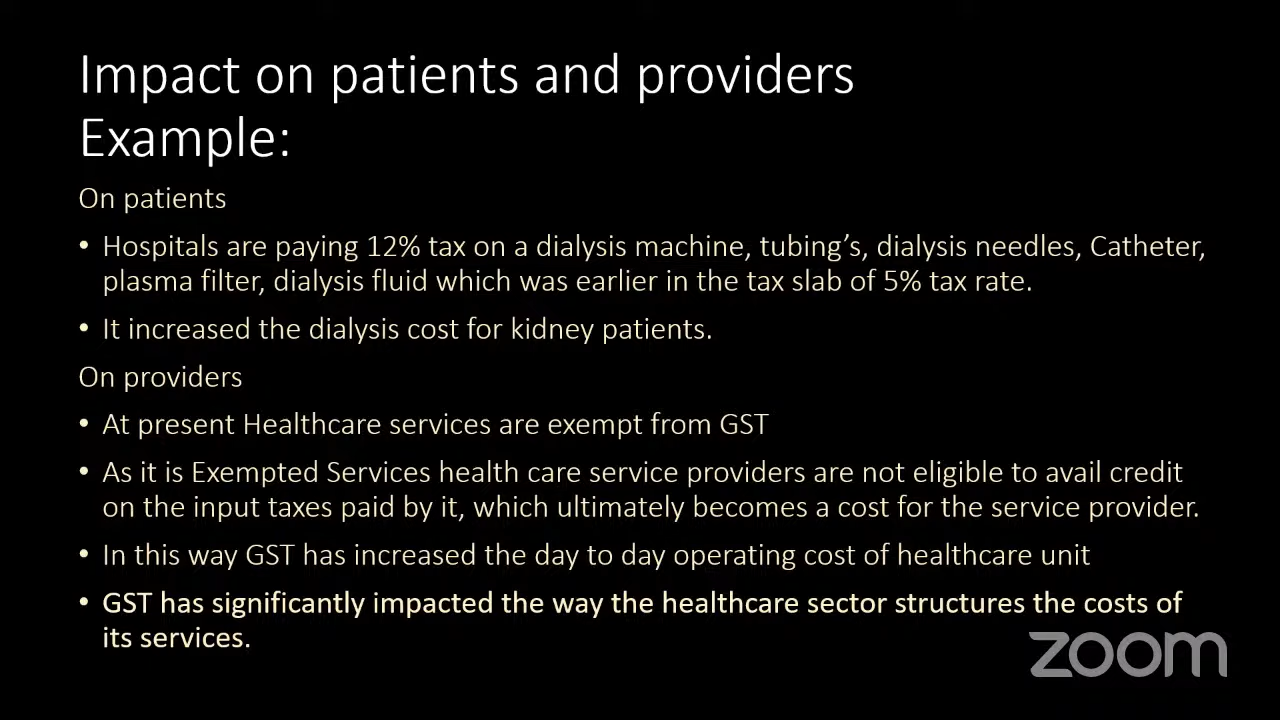 Impact on patients and providers
Example:
On patients
• Hospitals are paying 12% tax on a dialysis machine, tubing's, dialysis needles, Catheter,
plasma filter, dialysis fluid which was earlier in the tax slab of 5% tax rate.
• It increased the dialysis cost for kidney patients.
On providers
• At present Healthcare services are exempt from GST
• As it is Exempted Services health care service providers are not eligible to avail credit
on the input taxes paid by it, which ultimately becomes a cost for the service provider.
• In this way GST has increased the day to day operating cost of healthcare unit
• GST has significantly impacted the way the healthcare sector structures the costs of
its services.
zoom